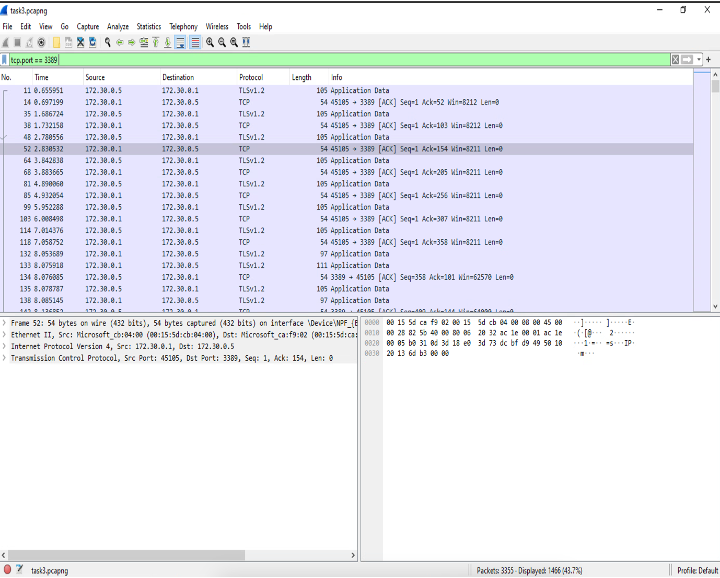 task3.pcapng
File Edit View Go Capture Analyze Statistics Telephony Wireless Tools Help
tcp.port == 3389
No. Time Source Destination Protocol Length Info
11 0.655951 172.30.0.5 172.30.0.1 TLSv1.2 105 Application Data
14 0.697199 172.30.0.1 172.30.0.5 TCP 54 45105 → 3389 [ACK] Seq=1 Ack=52 Win=8212 Len=0
35 1.686724 172.30.0.5 172.30.0.1 TLSv1.2 105 Application Data
38 1.732158 172.30.0.1 172.30.0.5 TCP 54 45105 → 3389 [ACK] Seq=1 Ack=103 Win=8212 Len=0
48 2.780556 172.30.0.5 172.30.0.1 TLSv1.2 105 Application Data
52 2.830532 172.30.0.1 172.30.0.5 TCP 54 45105 → 3389 [ACK] Seq=1 Ack=154 Win=8211 Len=0
64 3.842838 172.30.0.5 172.30.0.1 TLSv1.2 105 Application Data
68 3.883665 172.30.0.1 172.30.0.5 TCP 54 45105 → 3389 [ACK] Seq=1 Ack=205 Win=8211 Len=0
81 4.890060 172.30.0.5 172.30.0.1 TLSv1.2 105 Application Data
85 4.932054 172.30.0.1 172.30.0.5 TCP 54 45105 → 3389 [ACK] Seq=1 Ack=256 Win=8211 Len=0
99 5.952288 172.30.0.5 172.30.0.1 TLSv1.2 105 Application Data
103 6.008498 172.30.0.1 172.30.0.5 TCP 54 45105 → 3389 [ACK] Seq=1 Ack=307 Win=8211 Len=0
114 7.014376 172.30.0.5 172.30.0.1 TLSv1.2 105 Application Data
118 7.058752 172.30.0.1 172.30.0.5 TCP 54 45105 → 3389 [ACK] Seq=1 Ack=358 Win=8211 Len=0
132 8.053689 172.30.0.1 172.30.0.5 TLSv1.2 97 Application Data
133 8.075918 172.30.0.1 172.30.0.5 TLSv1.2 111 Application Data
134 8.076085 172.30.0.5 172.30.0.1 TCP 54 3389 → 45105 [ACK] Seq=358 Ack=101 Win=62570 Len=0
135 8.078787 172.30.0.5 172.30.0.1 TLSv1.2 105 Application Data
138 8.085145 172.30.0.1 172.30.0.5 TLSv1.2 97 Application Data
Frame 52: 54 bytes on wire (432 bits), 54 bytes captured (432 bits) on interface \Device\NPF_{E
Ethernet II, Src: Microsoft_cb:04:00 (00:15:5d:cb:04:00), Dst: Microsoft_ca:f9:02 (00:15:5d:ca:
Internet Protocol Version 4, Src: 172.30.0.1, Dst: 172.30.0.5
Transmission Control Protocol, Src Port: 45105, Dst Port: 3389, Seq: 1, Ack: 154, Len: 0
0000 00 15 5d ca f9 02 00 15 5d cb 04 00 08 00 45 00 ··]····· ]·····E·
0010 00 28 82 5b 40 00 80 06 20 32 ac 1e 00 01 ac 1e ·(·[@··· 2······
0020 00 05 b0 31 0d 3d 18 e0 3d 73 dc bf d9 49 50 10 ···1·=·· =s···IP·
0030 20 13 6d b3 00 00 ·m···
task3.pcapng
Packets: 3355 · Displayed: 1466 (43.7%)
Profile: Default